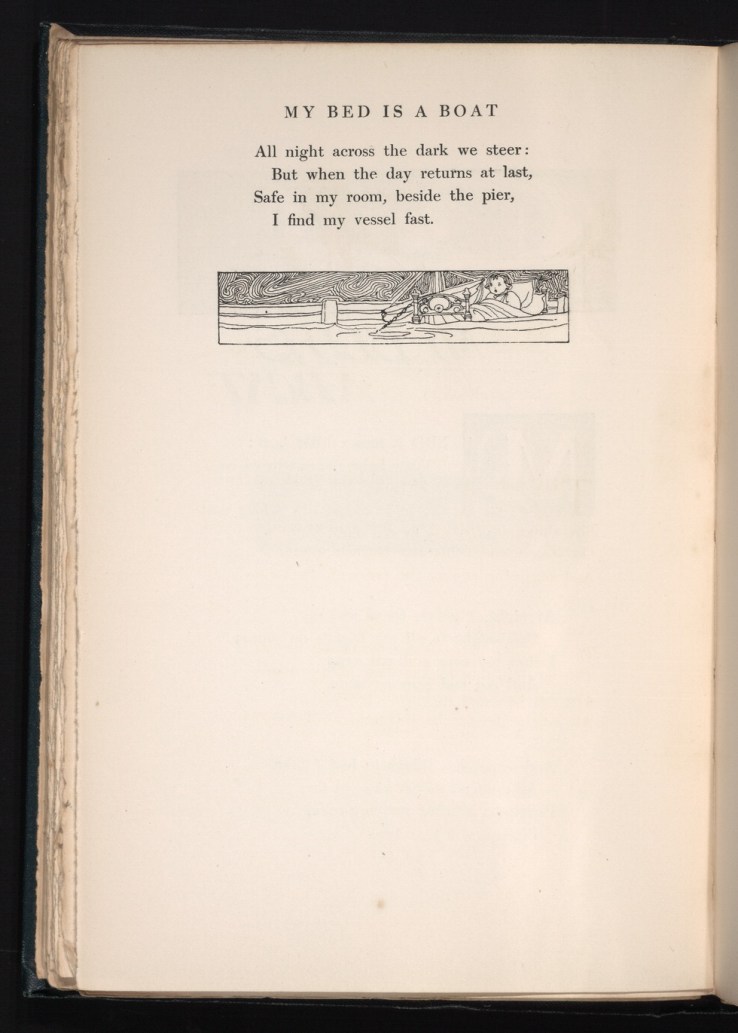 MY BED IS A BOAT
All night across the dark we steer:
But when the day returns at last,
Safe in my room, beside the pier,
I find my vessel fast.